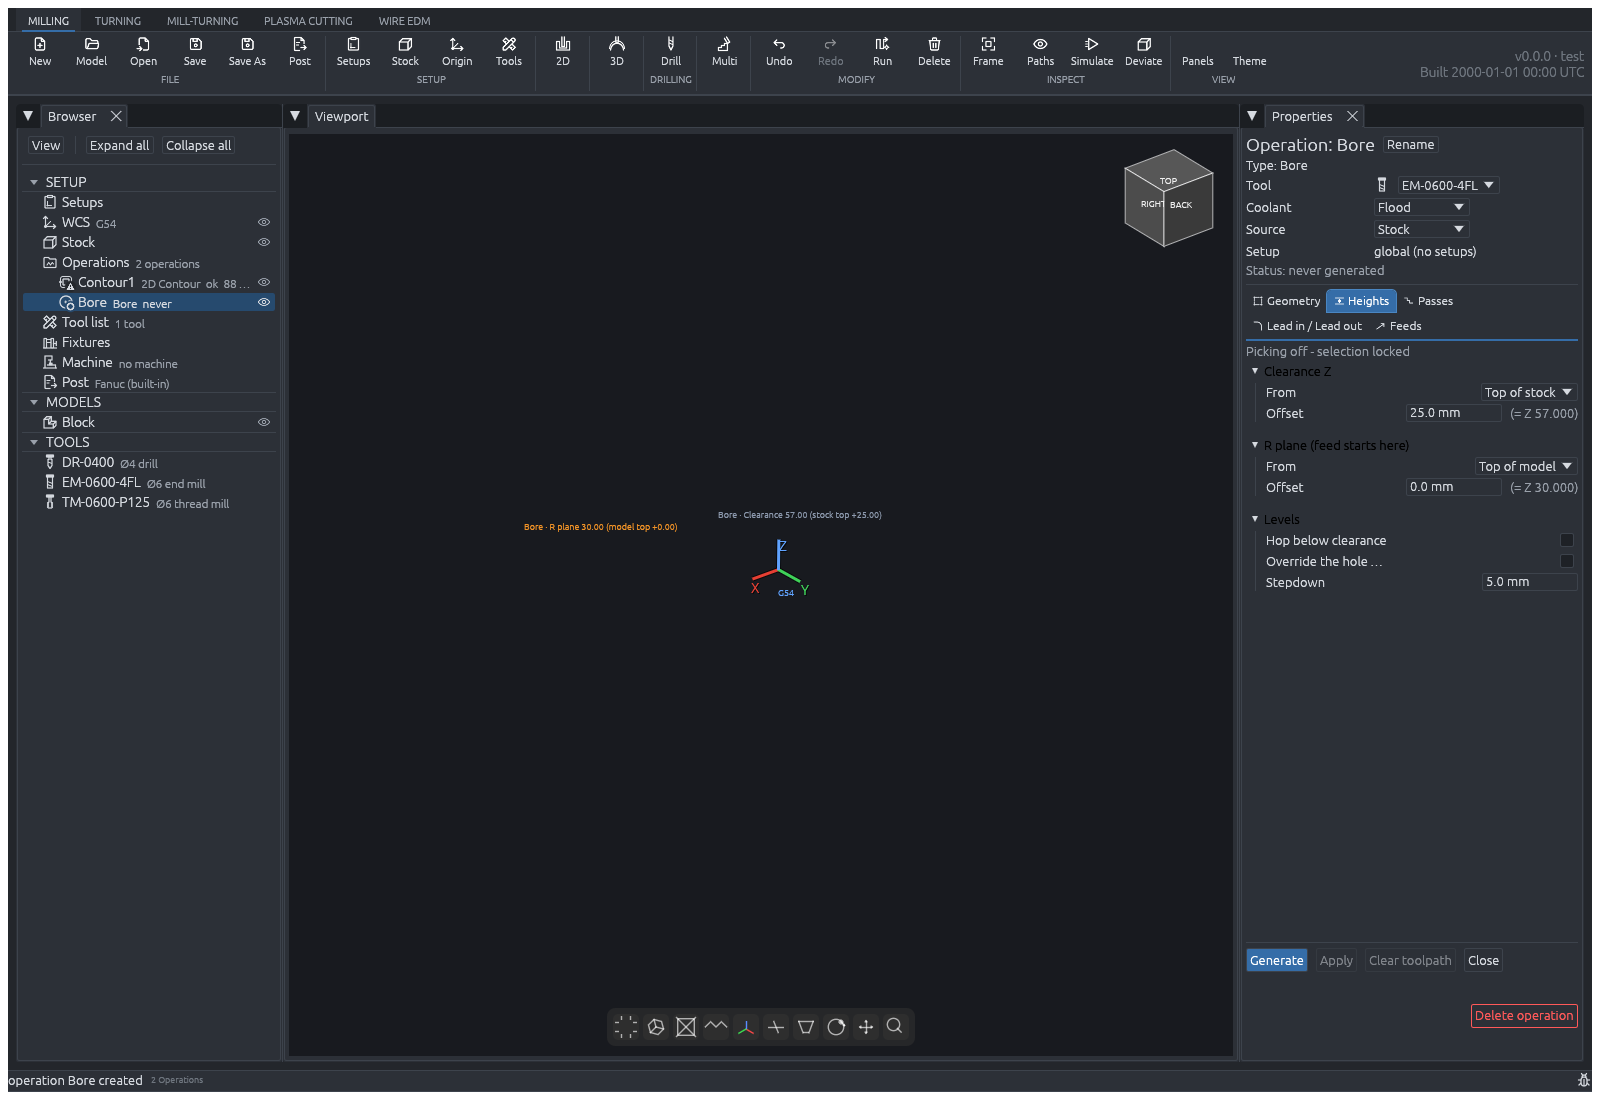 MILLING TURNING MILL-TURNING PLASMA CUTTING WIRE EDM
New Model Open Save Save As Post Setups Stock Origin Tools 2D 3D Drill Multi Undo Redo Run Delete Frame Paths Simulate Deviate Panels Theme
FILE SETUP DRILLING MODIFY INSPECT VIEW
v0.0.0 · test
Built 2000-01-01 00:00 UTC
Browser
View Expand all Collapse all
SETUP
Setups
WCS G54
Stock
Operations 2 operations
Contour1 2D Contour ok 88 ...
Bore Bore never
Tool list 1 tool
Fixtures
Machine no machine
Post Fanuc (built-in)
MODELS
Block
TOOLS
DR-0400 Ø4 drill
EM-0600-4FL Ø6 end mill
TM-0600-P125 Ø6 thread mill
Viewport
TOP
RIGHT BACK
Bore · Clearance 57.00 (stock top +25.00)
Bore · R plane 30.00 (model top +0.00)
Z
X Y
G54
Properties
Operation: Bore Rename
Type: Bore
Tool EM-0600-4FL
Coolant Flood
Source Stock
Setup global (no setups)
Status: never generated
Geometry Heights Passes
Lead in / Lead out Feeds
Picking off - selection locked
Clearance Z
From Top of stock
Offset 25.0 mm (= Z 57.000)
R plane (feed starts here)
From Top of model
Offset 0.0 mm (= Z 30.000)
Levels
Hop below clearance
Override the hole ...
Stepdown 5.0 mm
Generate Apply Clear toolpath Close
Delete operation
operation Bore created 2 Operations